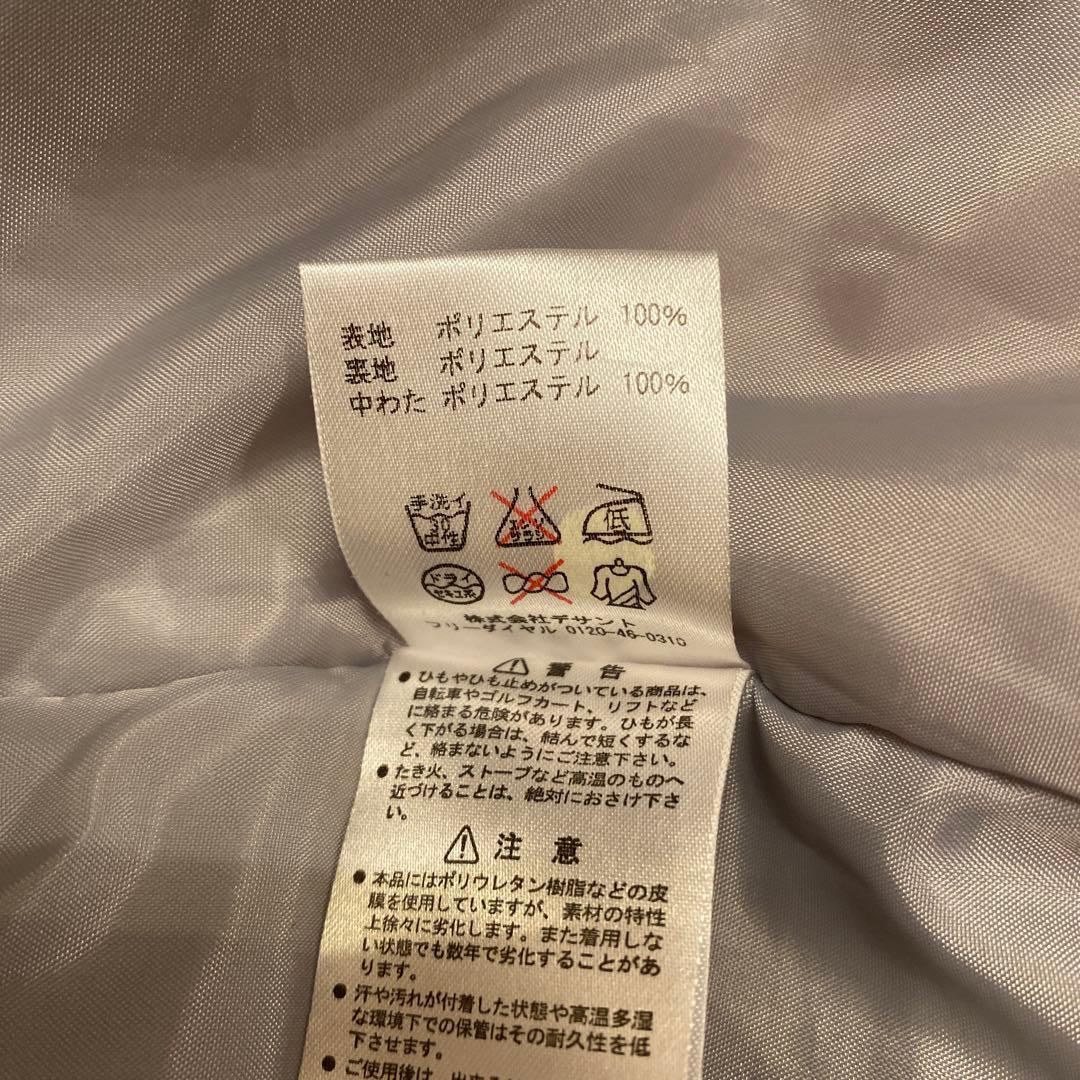 表地 ポリエステル 100%
裏地 ポリエステル
中わた ポリエステル 100%
手洗イ
30
中性
エンソ
サラシ
低
ドライ
セキユ系
株式会社デサント
フリーダイヤル 0120-46-0310
警告
● ひもやひも止めがついている商品は、
自転車やゴルフカート、リフトなど
に絡まる危険があります。ひもが長
く下がる場合は、結んで短くするな
ど、絡まないようにご注意下さい。
● たき火、ストーブなど高温のものへ
近づけることは、絶対におさけ下さ
い。
注意
● 本品にはポリウレタン樹脂などの皮
膜を使用していますが、素材の特性
上徐々に劣化します。また着用しな
い状態でも数年で劣化することがあ
ります。
● 汗や汚れが付着した状態や高温多湿
な環境下での保管はその耐久性を低
下させます。
● ご使用後は、出来る